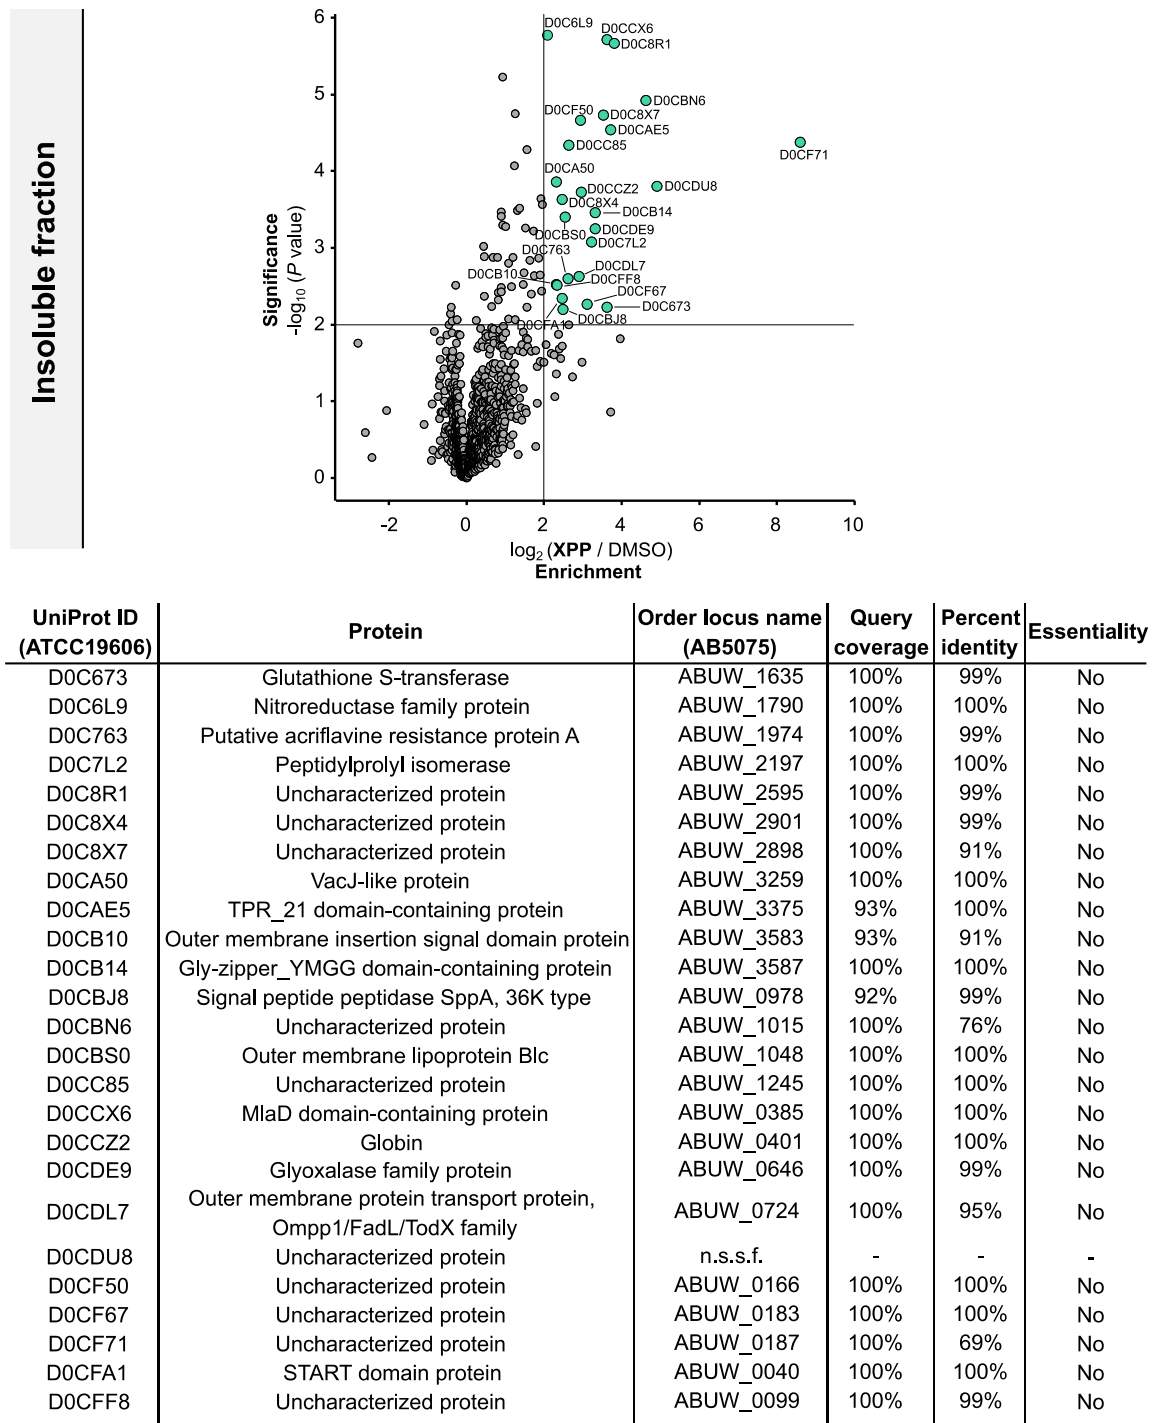 Insoluble fraction
Significance
-log10 (P value)
6
5
4
3
2
1
0
-2
0
2
4
6
8
10
log2 (XPP / DMSO)
Enrichment
D0C6L9
D0CCX6
D0C8R1
D0CBN6
D0CF50
D0C8X7
D0CAE5
D0CC85
D0CF71
D0CA50
D0CDU8
D0CCZ2
D0C8X4
D0CB14
D0CBS0
D0CDE9
D0C7L2
D0C763
D0CDL7
D0CB10
D0CFF8
D0CF67
D0C673
D0CFA1
D0CBJ8
UniProt ID (ATCC19606) Protein Order locus name (AB5075) Query coverage Percent identity Essentiality
D0C673 Glutathione S-transferase ABUW_1635 100% 99% No
D0C6L9 Nitroreductase family protein ABUW_1790 100% 100% No
D0C763 Putative acriflavine resistance protein A ABUW_1974 100% 99% No
D0C7L2 Peptidylprolyl isomerase ABUW_2197 100% 100% No
D0C8R1 Uncharacterized protein ABUW_2595 100% 99% No
D0C8X4 Uncharacterized protein ABUW_2901 100% 99% No
D0C8X7 Uncharacterized protein ABUW_2898 100% 91% No
D0CA50 VacJ-like protein ABUW_3259 100% 100% No
D0CAE5 TPR_21 domain-containing protein ABUW_3375 93% 100% No
D0CB10 Outer membrane insertion signal domain protein ABUW_3583 93% 91% No
D0CB14 Gly-zipper_YMGG domain-containing protein ABUW_3587 100% 100% No
D0CBJ8 Signal peptide peptidase SppA, 36K type ABUW_0978 92% 99% No
D0CBN6 Uncharacterized protein ABUW_1015 100% 76% No
D0CBS0 Outer membrane lipoprotein Blc ABUW_1048 100% 100% No
D0CC85 Uncharacterized protein ABUW_1245 100% 100% No
D0CCX6 MlaD domain-containing protein ABUW_0385 100% 100% No
D0CCZ2 Globin ABUW_0401 100% 100% No
D0CDE9 Glyoxalase family protein ABUW_0646 100% 99% No
D0CDL7 Outer membrane protein transport protein, Ompp1/FadL/TodX family ABUW_0724 100% 95% No
D0CDU8 Uncharacterized protein n.s.s.f. - - -
D0CF50 Uncharacterized protein ABUW_0166 100% 100% No
D0CF67 Uncharacterized protein ABUW_0183 100% 100% No
D0CF71 Uncharacterized protein ABUW_0187 100% 69% No
D0CFA1 START domain protein ABUW_0040 100% 100% No
D0CFF8 Uncharacterized protein ABUW_0099 100% 99% No